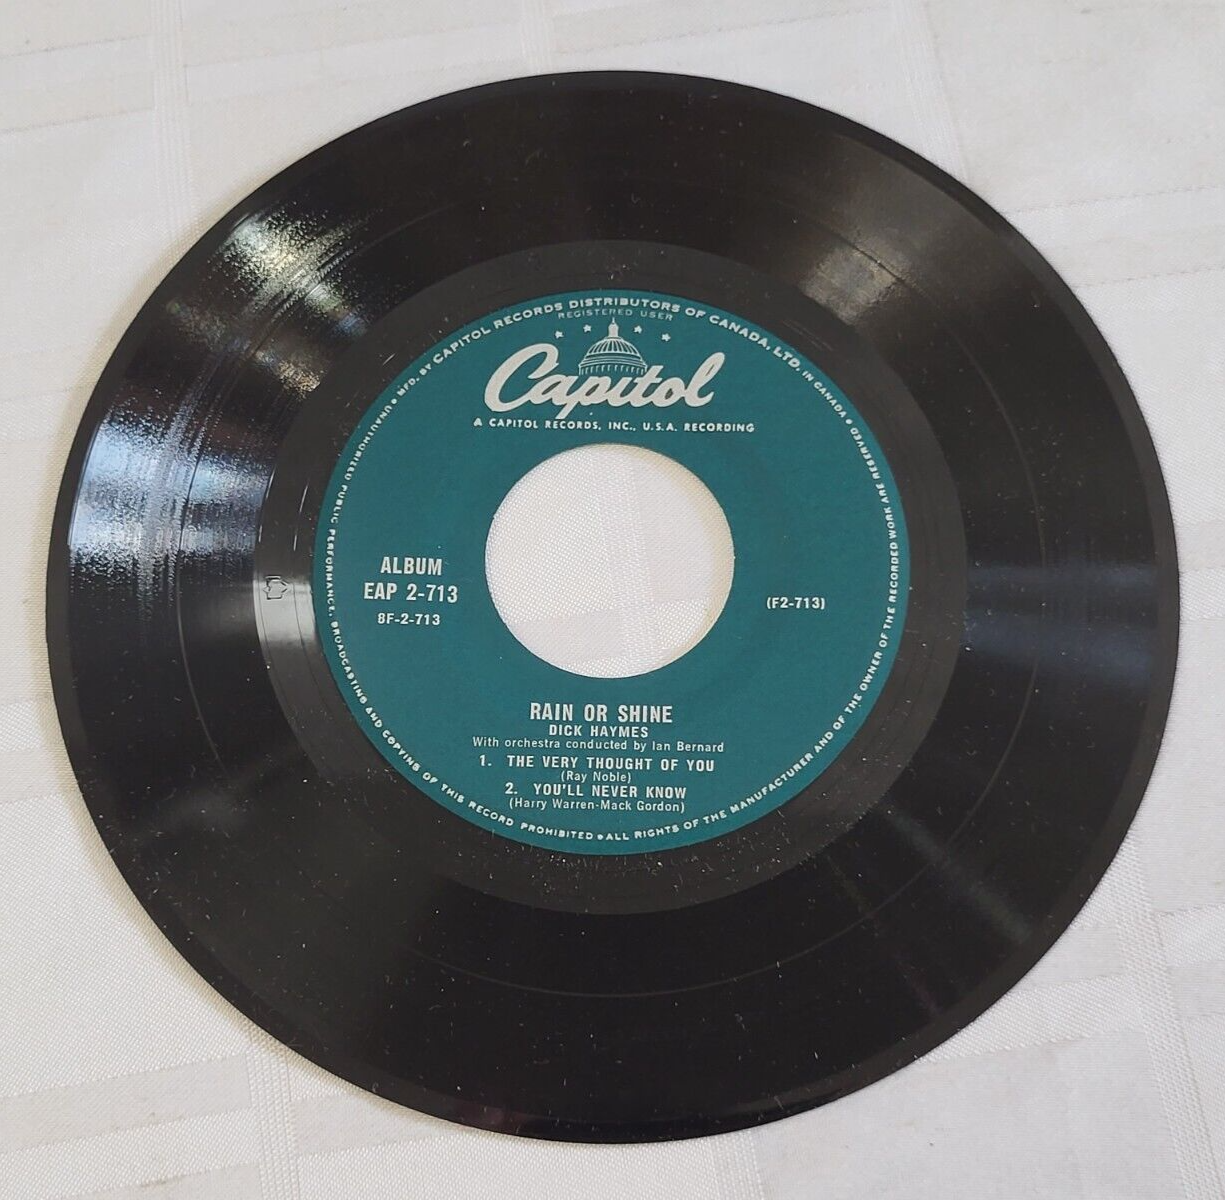 MFD. BY CAPITOL RECORDS DISTRIBUTORS OF CANADA, LTD. IN CANADA • UNAUTHORIZED PUBLIC PERFORMANCE, BROADCASTING AND COPYING OF THIS RECORD PROHIBITED • ALL RIGHTS OF THE MANUFACTURER AND OF THE OWNER OF THE RECORDED WORK ARE RESERVED •
REGISTERED USER
Capitol
A CAPITOL RECORDS, INC., U.S.A. RECORDING
ALBUM
EAP 2-713
8F-2-713
(F2-713)
RAIN OR SHINE
DICK HAYMES
With orchestra conducted by Ian Bernard
1. THE VERY THOUGHT OF YOU
(Ray Noble)
2. YOU'LL NEVER KNOW
(Harry Warren-Mack Gordon)